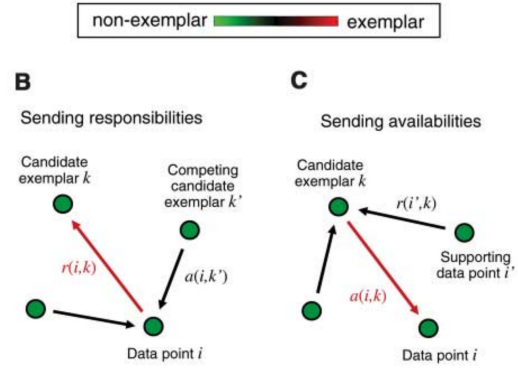 non-exemplar exemplar
B
Sending responsibilities
Candidate
exemplar k
Competing
candidate
exemplar k'
r(i,k)
a(i,k')
Data point i
C
Sending availabilities
Candidate
exemplar k
r(i',k)
Supporting
data point i'
a(i,k)
Data point i